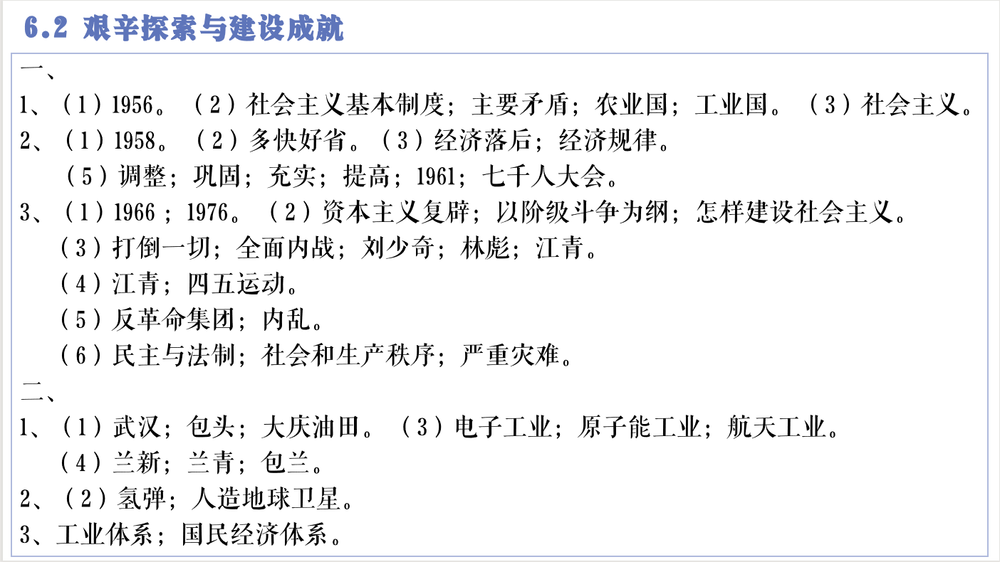 6.2 艰辛探索与建设成就
一、
1、（1）1956。（2）社会主义基本制度；主要矛盾；农业国；工业国。（3）社会主义。
2、（1）1958。（2）多快好省。（3）经济落后；经济规律。
（5）调整；巩固；充实；提高；1961；七千人大会。
3、（1）1966 ；1976。（2）资本主义复辟；以阶级斗争为纲；怎样建设社会主义。
（3）打倒一切；全面内战；刘少奇；林彪；江青。
（4）江青；四五运动。
（5）反革命集团；内乱。
（6）民主与法制；社会和生产秩序；严重灾难。
二、
1、（1）武汉；包头；大庆油田。（3）电子工业；原子能工业；航天工业。
（4）兰新；兰青；包兰。
2、（2）氢弹；人造地球卫星。
3、工业体系；国民经济体系。